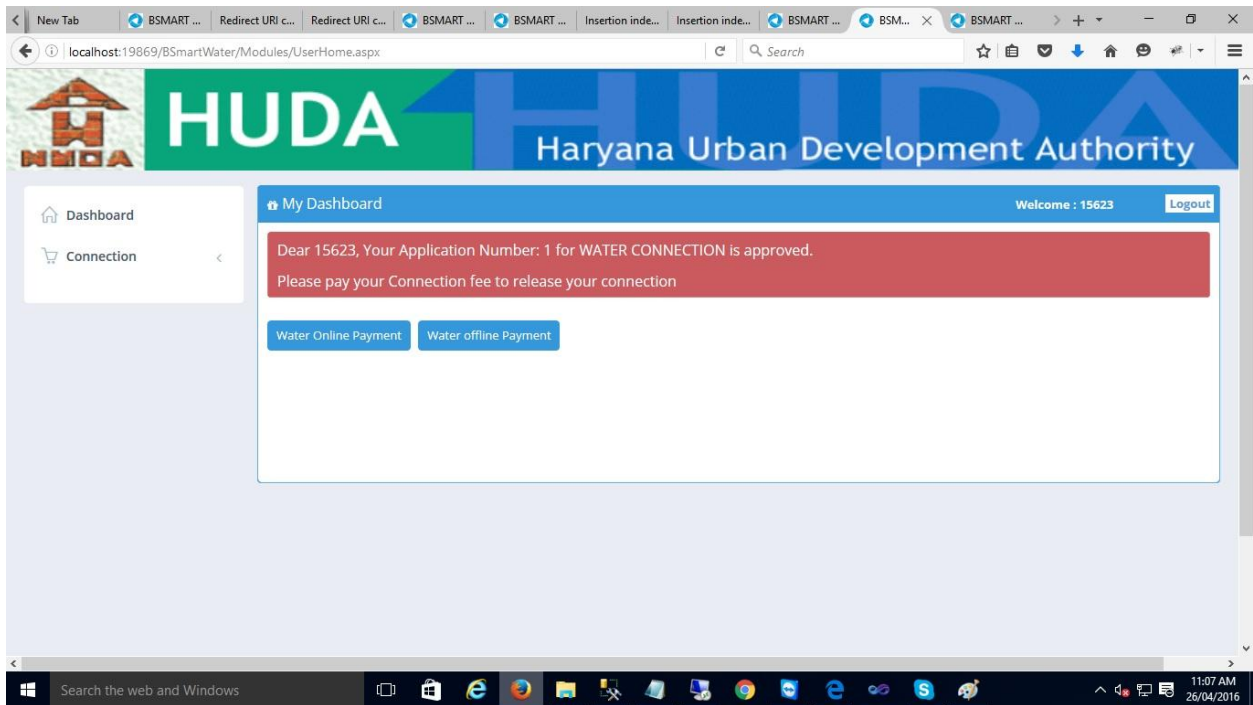 New Tab
BSMART ...
Redirect URI c...
Redirect URI c...
BSMART ...
BSMART ...
Insertion inde...
Insertion inde...
BSMART ...
BSM...
BSMART ...
localhost:19869/BSmartWater/Modules/UserHome.aspx
Search
HUDA
HUDA
Haryana Urban Development Authority
Dashboard
Connection
My Dashboard
Welcome : 15623
Logout
Dear 15623, Your Application Number: 1 for WATER CONNECTION is approved.
Please pay your Connection fee to release your connection
Water Online Payment
Water offline Payment
Search the web and Windows
11:07 AM
26/04/2016